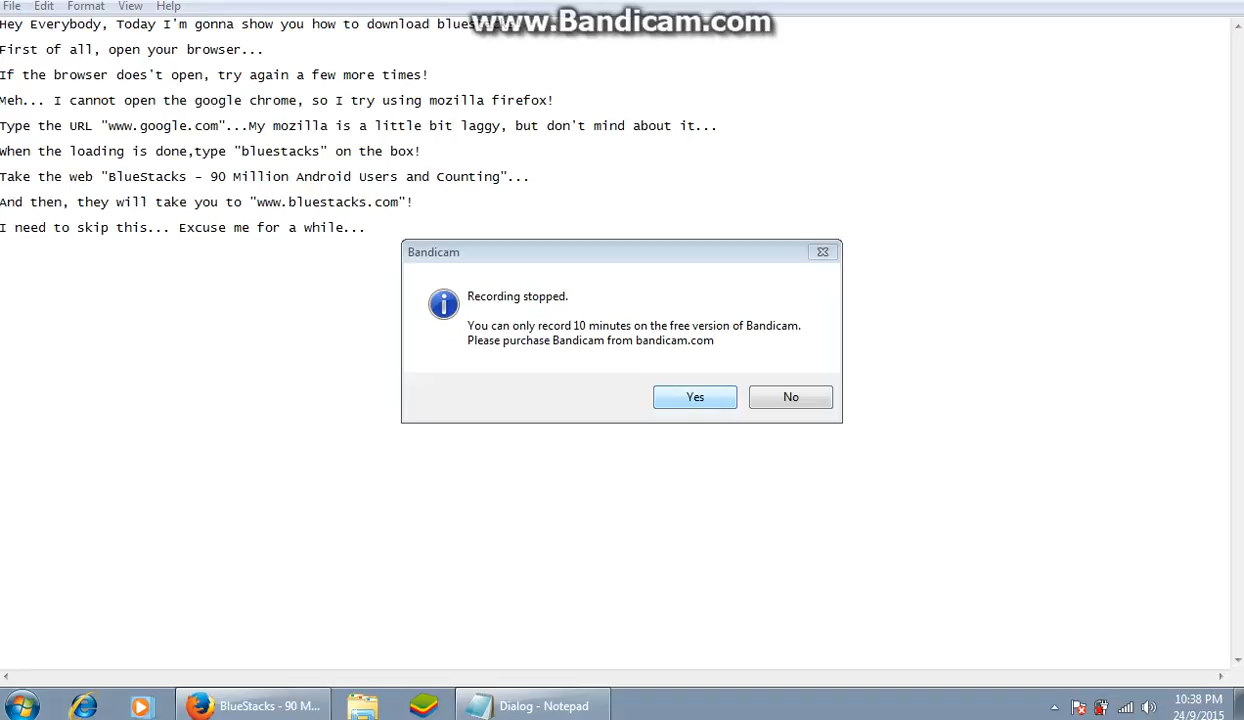 File Edit Format View Help
www.Bandicam.com
Hey Everybody, Today I'm gonna show you how to download
First of all, open your browser...
If the browser does't open, try again a few more times!
Meh... I cannot open the google chrome, so I try using mozilla firefox!
Type the URL "www.google.com"...My mozilla is a little bit laggy, but don't mind about it...
When the loading is done,type "bluestacks" on the box!
Take the web "BlueStacks - 90 Million Android Users and Counting"...
And then, they will take you to "www.bluestacks.com"!
I need to skip this... Excuse me for a while...
Bandicam
Recording stopped.
You can only record 10 minutes on the free version of Bandicam.
Please purchase Bandicam from bandicam.com
Yes No
BlueStacks - 90 M...
Dialog - Notepad
10:38 PM
24/9/2015